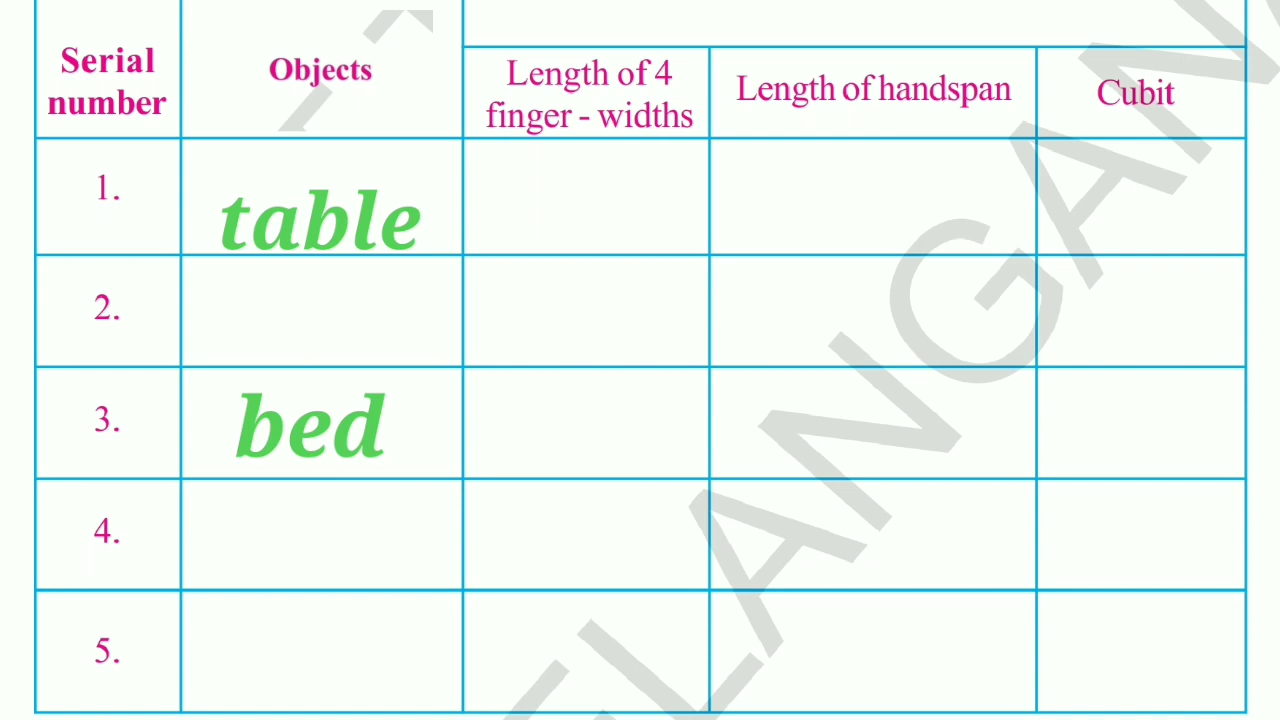 Serial number
Objects
Length of 4 finger - widths
Length of handspan
Cubit
1.
table
2.
3.
bed
4.
5.